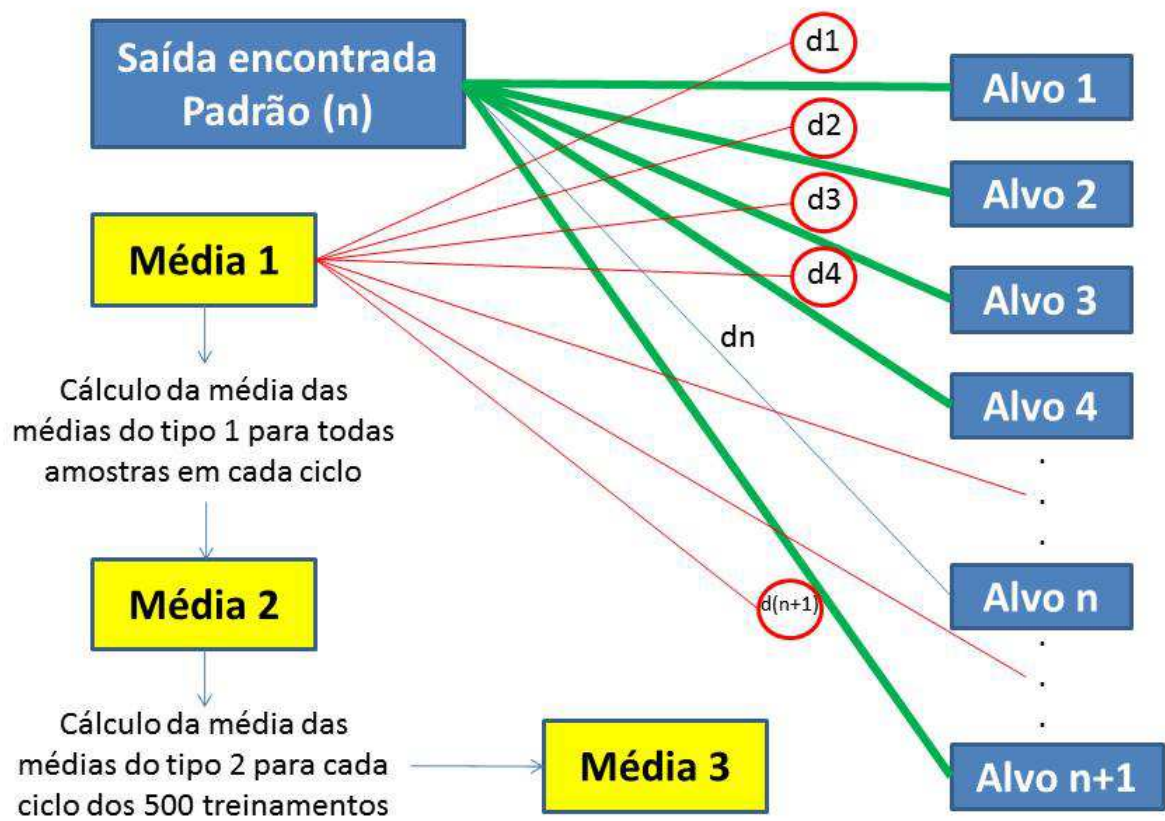 Saída encontrada
Padrão (n)
d1
Alvo 1
d2
Alvo 2
d3
Média 1
d4
Alvo 3
dn
Cálculo da média das
médias do tipo 1 para todas
amostras em cada ciclo
Alvo 4
.
.
.
Média 2
d(n+1)
Alvo n
.
.
.
Cálculo da média das
médias do tipo 2 para cada
ciclo dos 500 treinamentos
Média 3
Alvo n+1